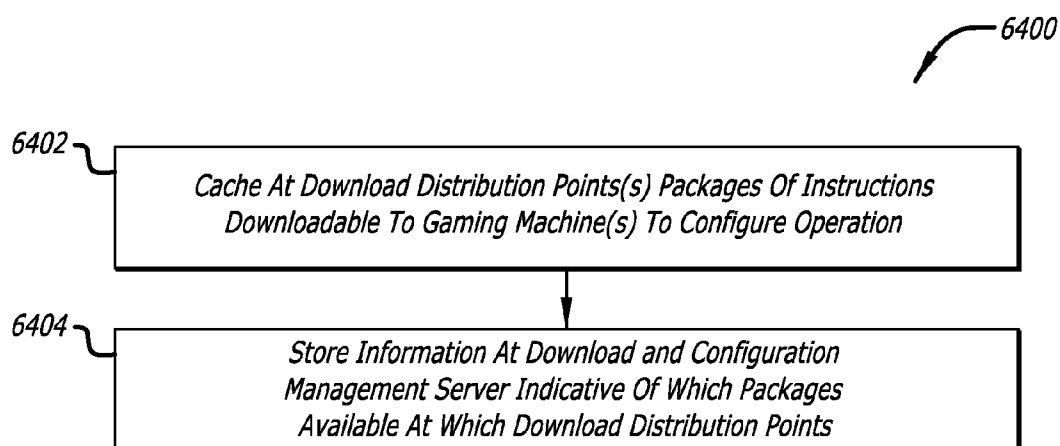 6400
6402
Cache At Download Distribution Points(s) Packages Of Instructions
Downloadable To Gaming Machine(s) To Configure Operation
6404
Store Information At Download and Configuration
Management Server Indicative Of Which Packages
Available At Which Download Distribution Points